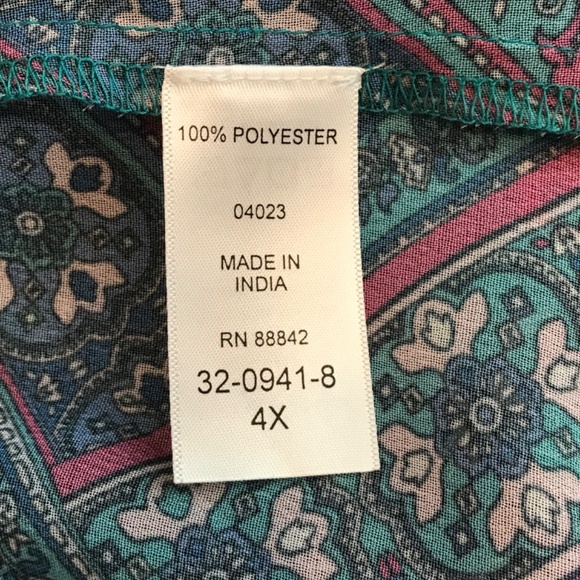 100% POLYESTER
04023
MADE IN
INDIA
RN 88842
32-0941-8
4X